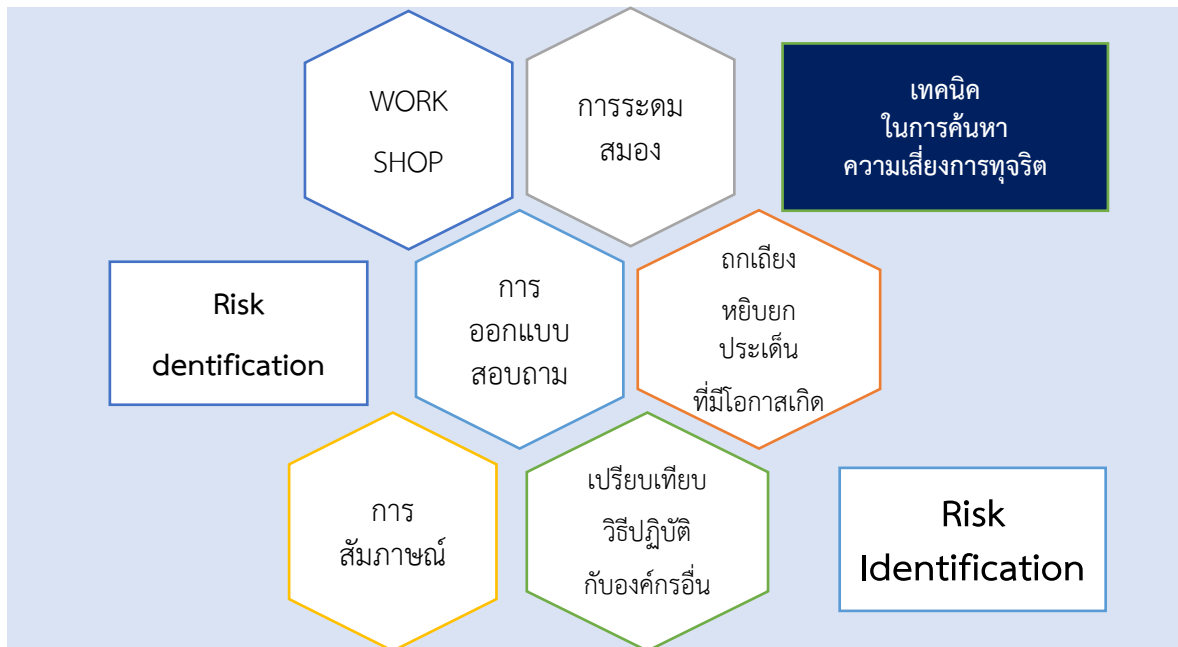 WORK
SHOP
การระดม
สมอง
เทคนิค
ในการค้นหา
ความเสี่ยงการทุจริต
Risk
dentification
การ
ออกแบบ
สอบถาม
ถกเถียง
หยิบยก
ประเด็น
ที่มีโอกาสเกิด
การ
สัมภาษณ์
เปรียบเทียบ
วิธีปฏิบัติ
กับองค์กรอื่น
Risk
Identification